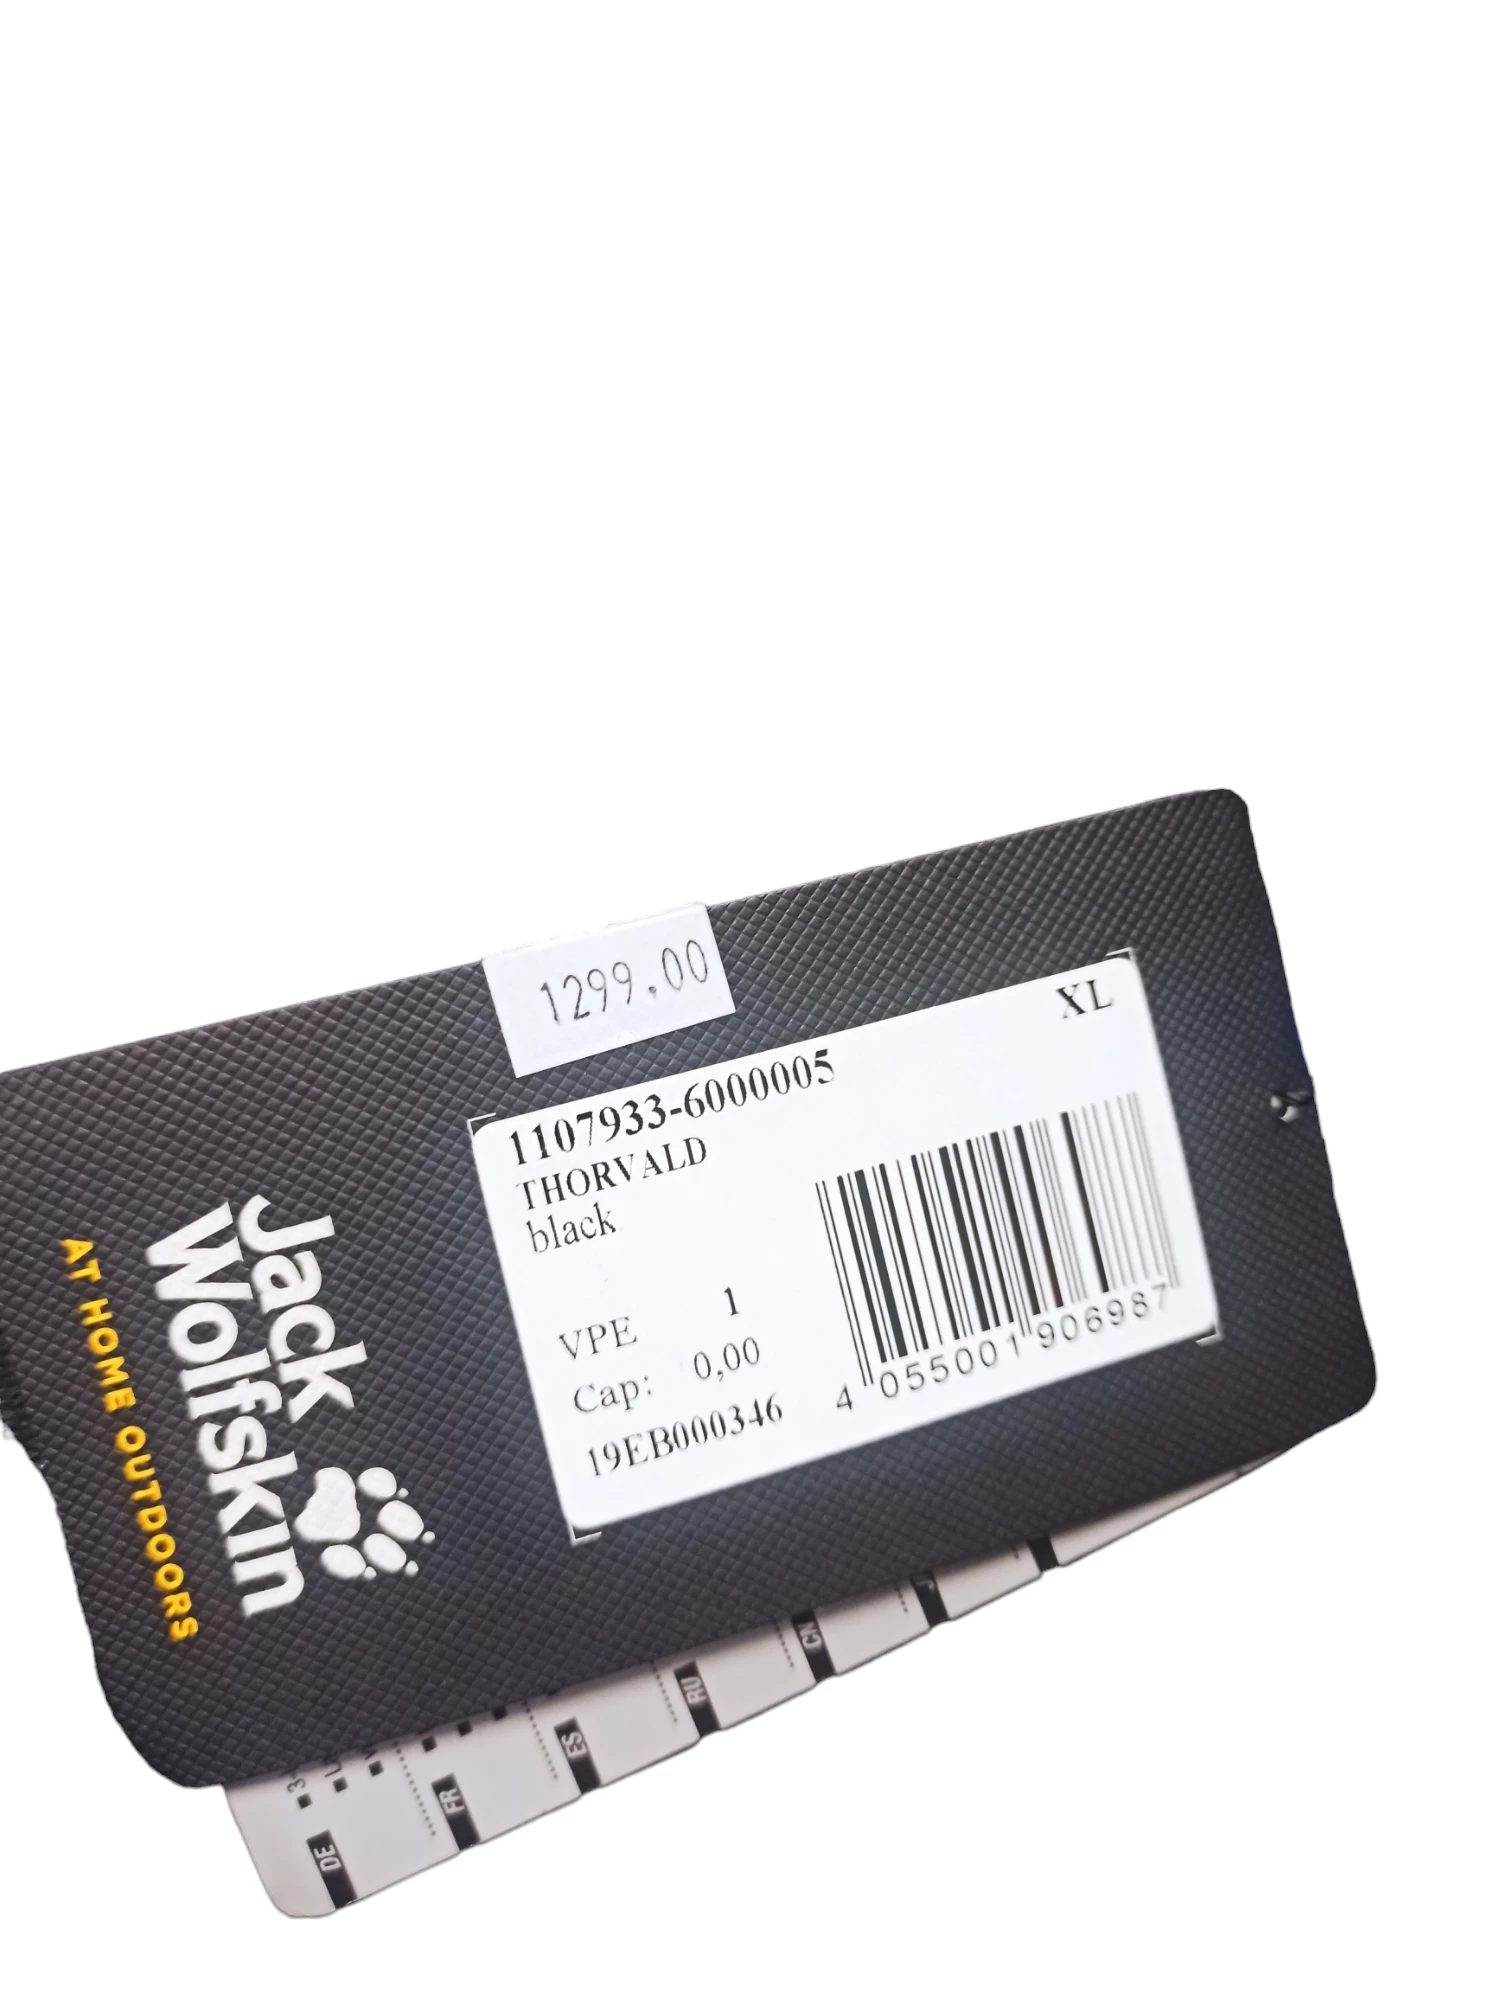 1299.00
XL
1107933-6000005
THORVALD
black
VPE 1
Cap: 0,00
19EB000346
4 055001 906987
Jack
Wolfskin
AT HOME OUTDOORS
DE
FR
ES
RU
CN